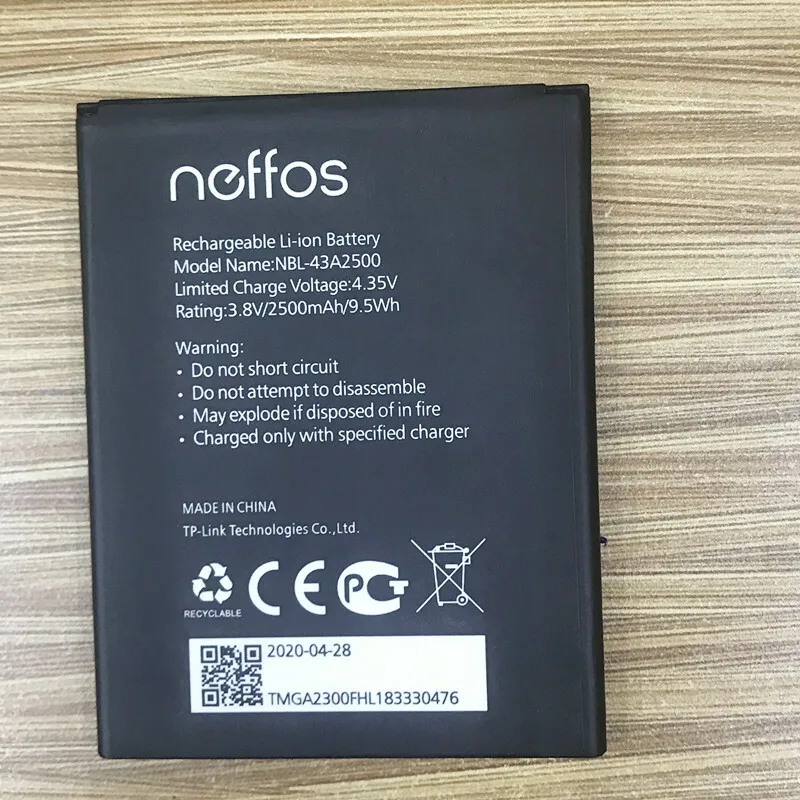 neffos
Rechargeable Li-ion Battery
Model Name:NBL-43A2500
Limited Charge Voltage:4.35V
Rating:3.8V/2500mAh/9.5Wh
Warning:
• Do not short circuit
• Do not attempt to disassemble
• May explode if disposed of in fire
• Charged only with specified charger
MADE IN CHINA
TP-Link Technologies Co.,Ltd.
CE PCT
RECYCLABLE
2020-04-28
TMGA2300FHL183330476